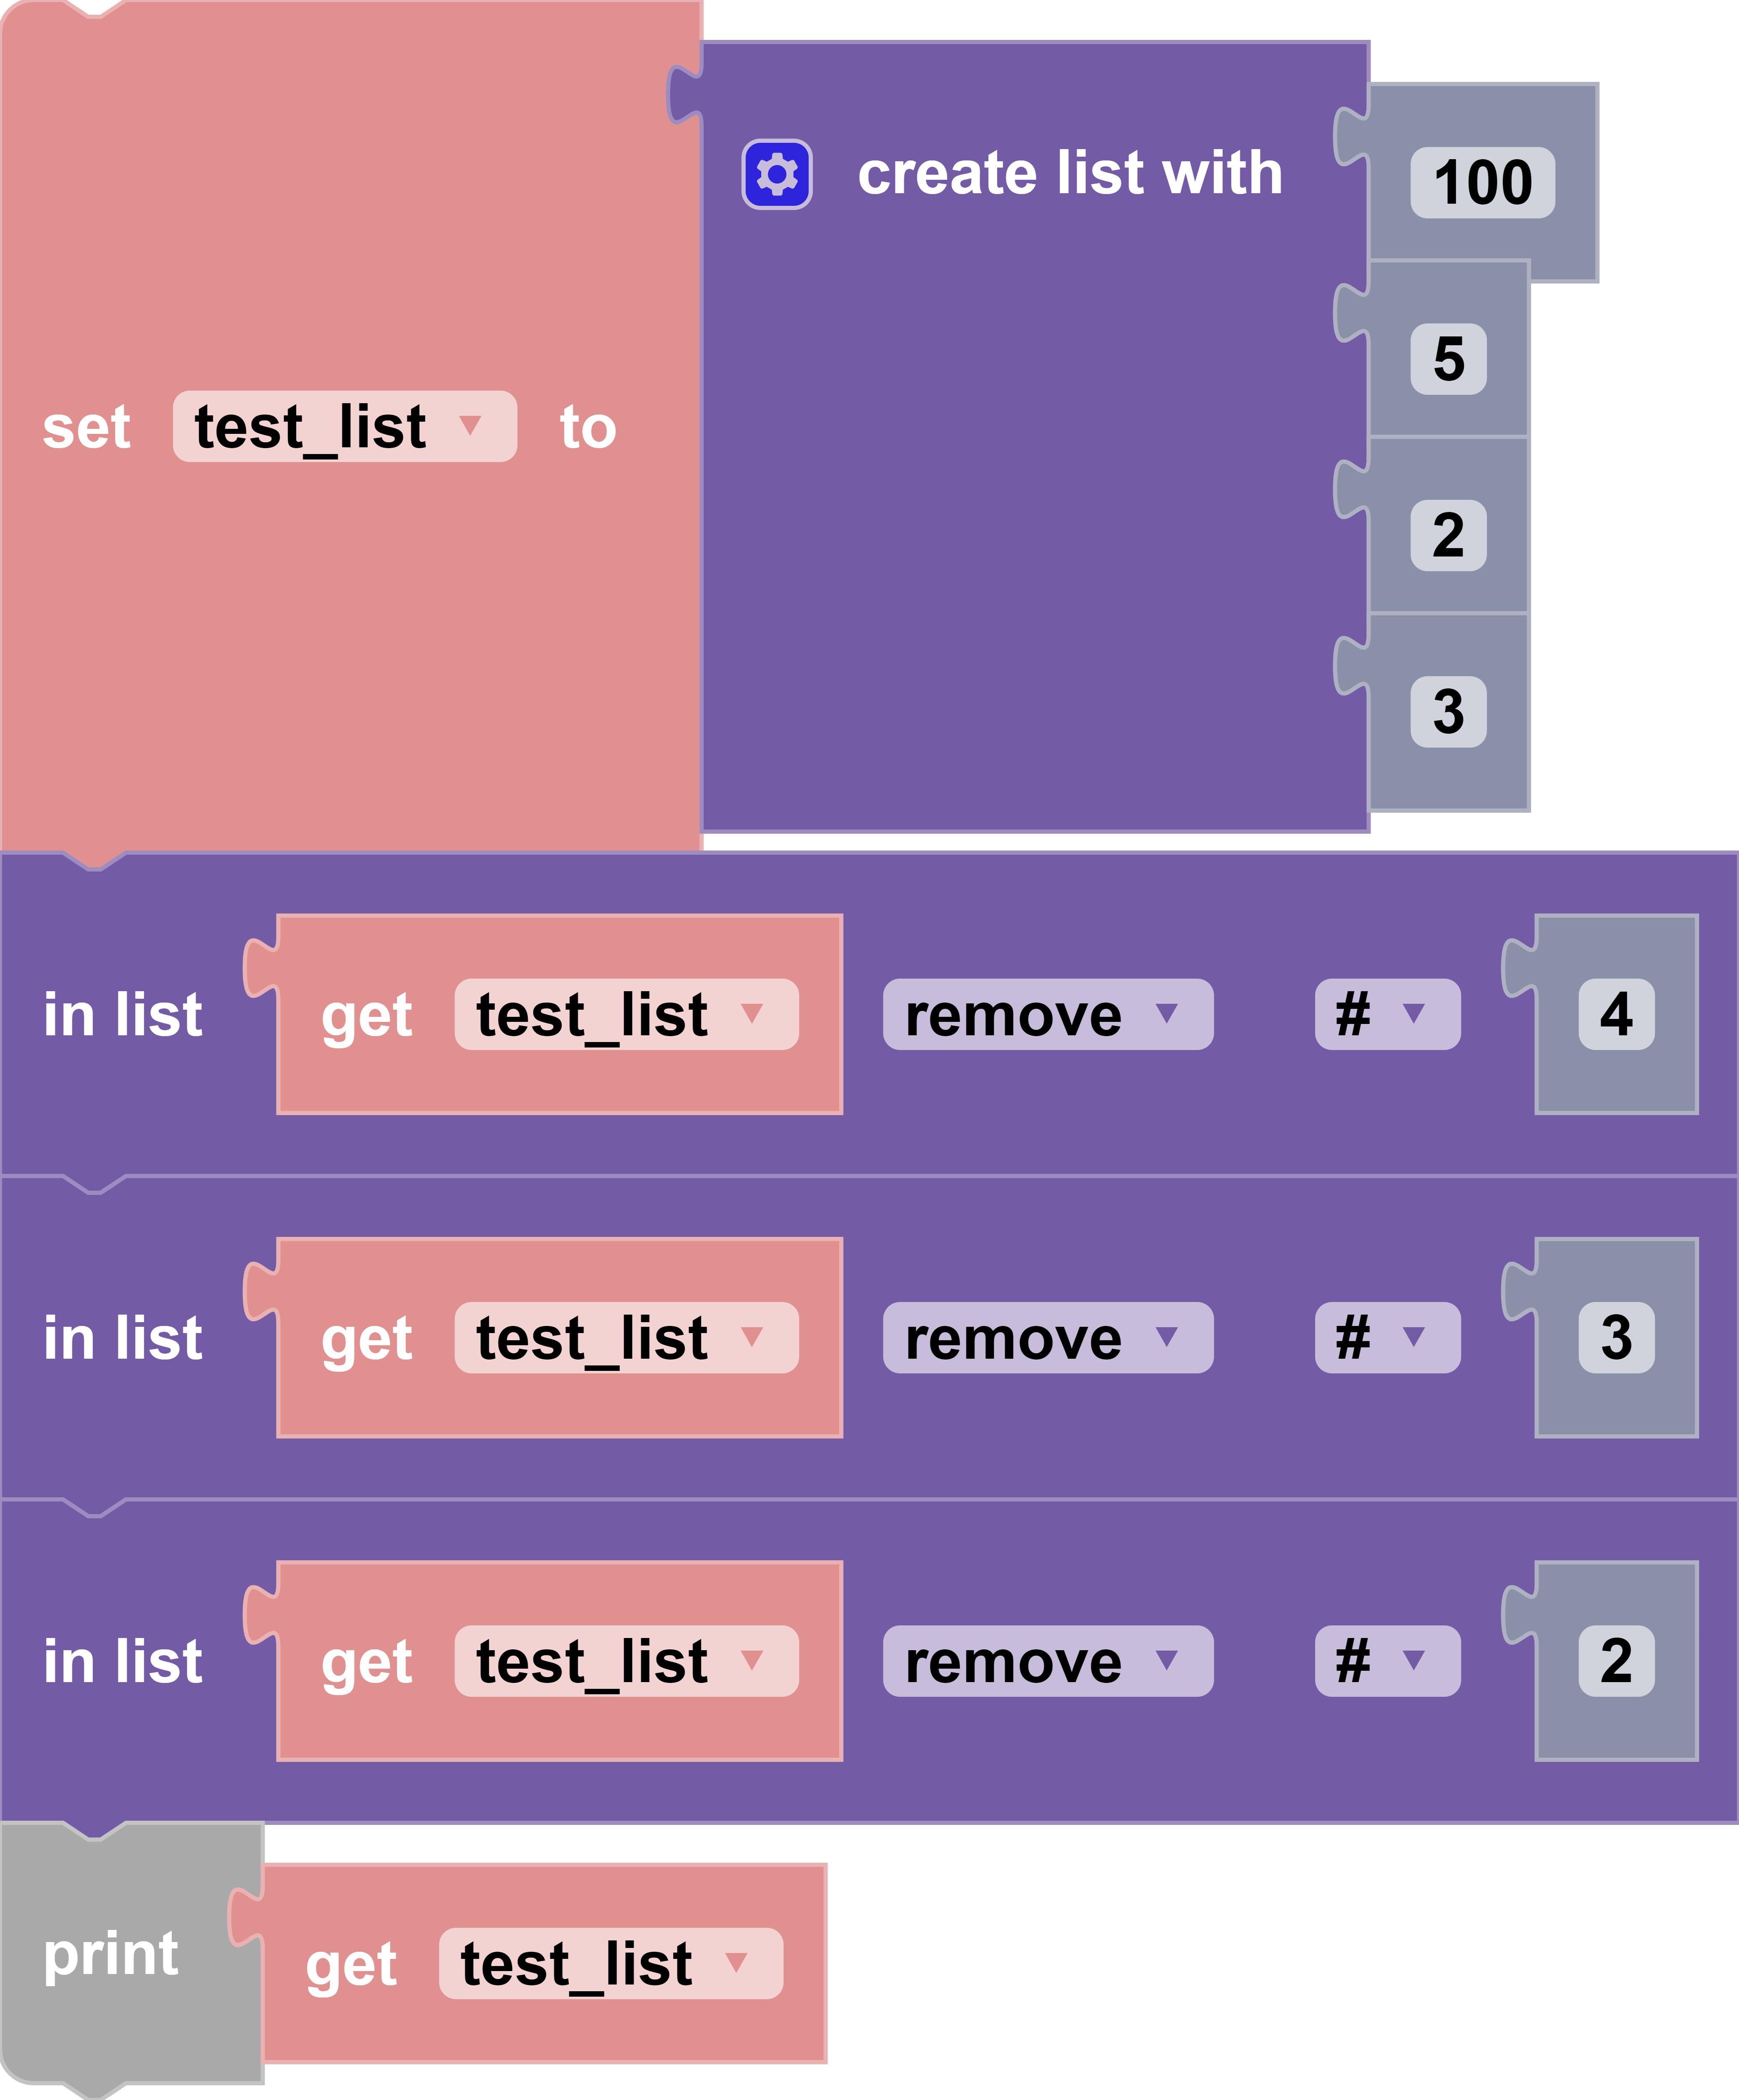 create list with 100
5
set test_list to
2
3
in list get test_list remove # 4
in list get test_list remove # 3
in list get test_list remove # 2
print get test_list